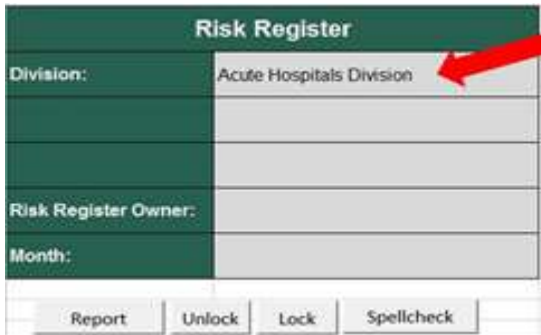 Risk Register
Division: Acute Hospitals Division
Risk Register Owner:
Month:
Report Unlock Lock Spellcheck